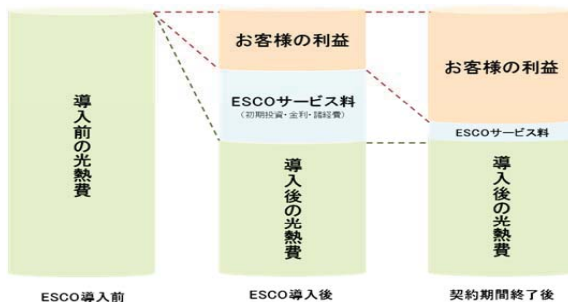 導入前の光熱費
お客様の利益
ESCOサービス料
(初期投資・金利・諸経費)
導入後の光熱費
お客様の利益
ESCOサービス料
導入後の光熱費
ESCO導入前
ESCO導入後
契約期間終了後